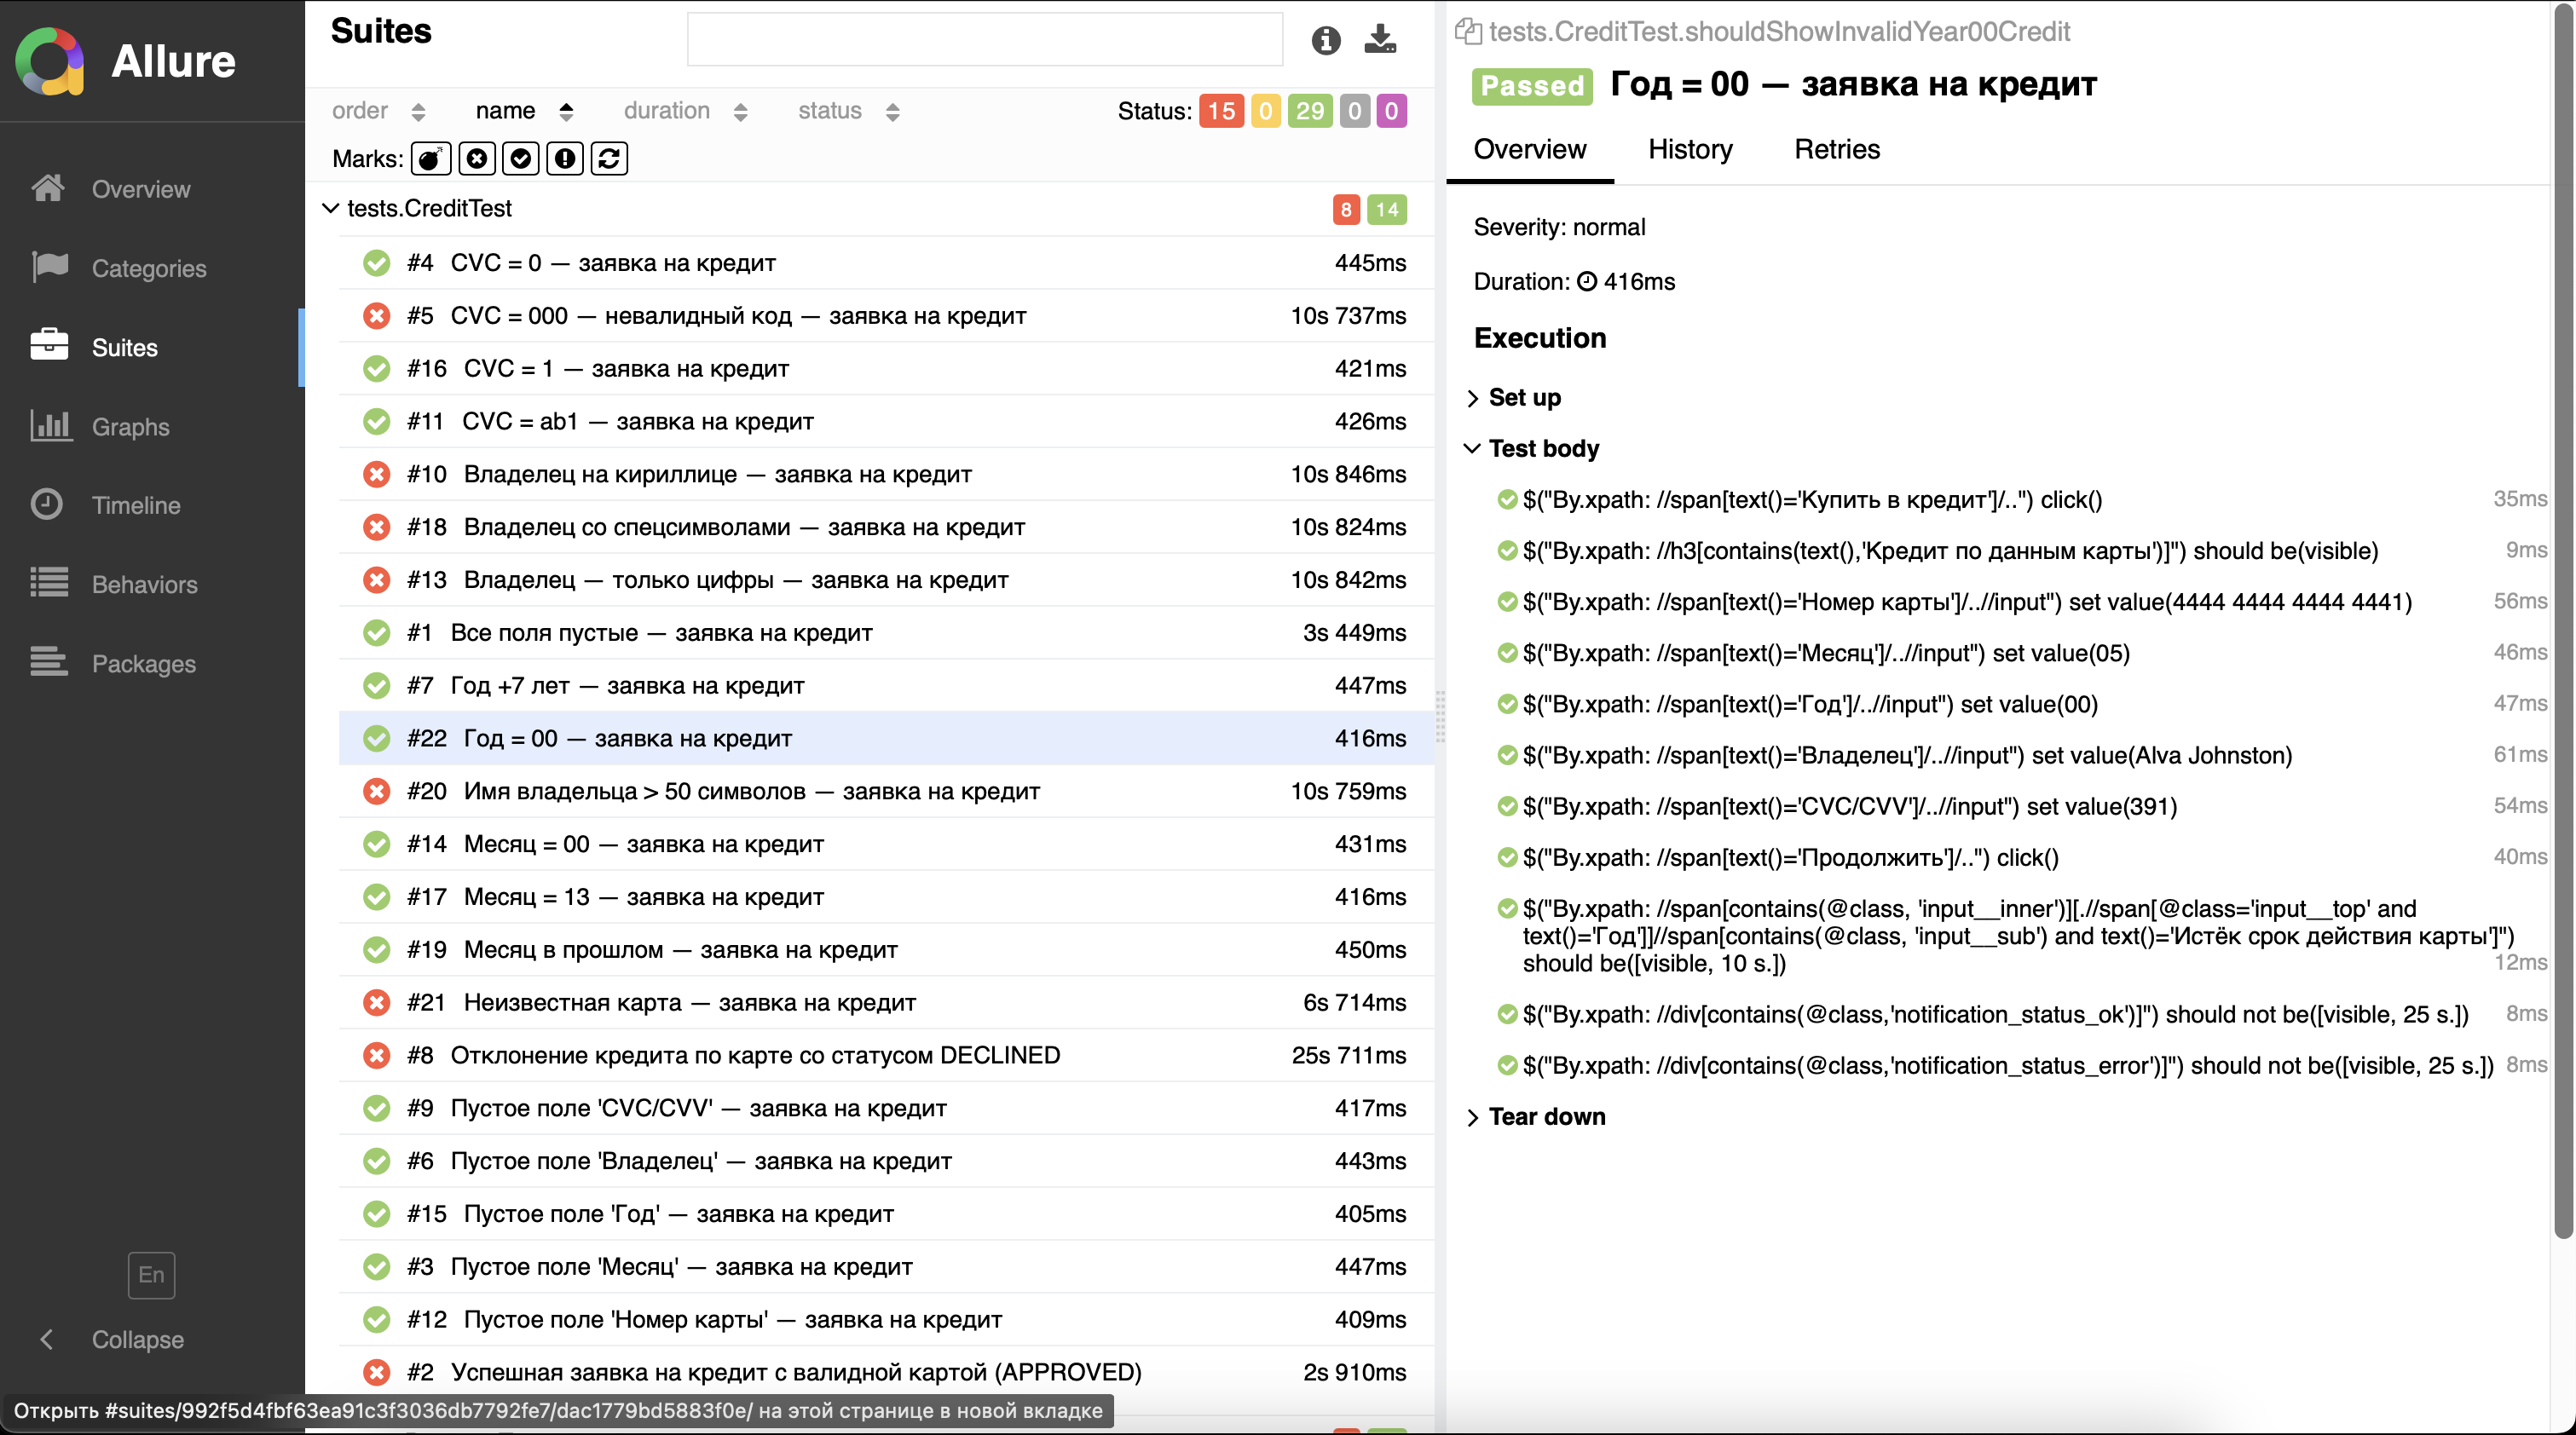 Allure
Overview
Categories
Suites
Graphs
Timeline
Behaviors
Packages
En
Collapse
Suites
order name duration status Status: 15 0 29 0 0
Marks:
tests.CreditTest 8 14
#4 CVC = 0 — заявка на кредит 445ms
#5 CVC = 000 — невалидный код — заявка на кредит 10s 737ms
#16 CVC = 1 — заявка на кредит 421ms
#11 CVC = ab1 — заявка на кредит 426ms
#10 Владелец на кириллице — заявка на кредит 10s 846ms
#18 Владелец со спецсимволами — заявка на кредит 10s 824ms
#13 Владелец — только цифры — заявка на кредит 10s 842ms
#1 Все поля пустые — заявка на кредит 3s 449ms
#7 Год +7 лет — заявка на кредит 447ms
#22 Год = 00 — заявка на кредит 416ms
#20 Имя владельца > 50 символов — заявка на кредит 10s 759ms
#14 Месяц = 00 — заявка на кредит 431ms
#17 Месяц = 13 — заявка на кредит 416ms
#19 Месяц в прошлом — заявка на кредит 450ms
#21 Неизвестная карта — заявка на кредит 6s 714ms
#8 Отклонение кредита по карте со статусом DECLINED 25s 711ms
#9 Пустое поле 'CVC/CVV' — заявка на кредит 417ms
#6 Пустое поле 'Владелец' — заявка на кредит 443ms
#15 Пустое поле 'Год' — заявка на кредит 405ms
#3 Пустое поле 'Месяц' — заявка на кредит 447ms
#12 Пустое поле 'Номер карты' — заявка на кредит 409ms
#2 Успешная заявка на кредит с валидной картой (APPROVED) 2s 910ms
Открыть #suites/992f5d4fbf63ea91c3f3036db7792fe7/dac1779bd5883f0e/ на этой странице в новой вкладке
tests.CreditTest.shouldShowInvalidYear00Credit
Passed Год = 00 — заявка на кредит
Overview History Retries
Severity: normal
Duration: 416ms
Execution
Set up
Test body
$("By.xpath: //span[text()='Купить в кредит']/..") click() 35ms
$("By.xpath: //h3[contains(text(),'Кредит по данным карты')]") should be(visible) 9ms
$("By.xpath: //span[text()='Номер карты']/..//input") set value(4444 4444 4444 4441) 56ms
$("By.xpath: //span[text()='Месяц']/..//input") set value(05) 46ms
$("By.xpath: //span[text()='Год']/..//input") set value(00) 47ms
$("By.xpath: //span[text()='Владелец']/..//input") set value(Alva Johnston) 61ms
$("By.xpath: //span[text()='CVC/CVV']/..//input") set value(391) 54ms
$("By.xpath: //span[text()='Продолжить']/..") click() 40ms
$("By.xpath: //span[contains(@class, 'input__inner')][.//span[@class='input__top' and
text()='Год']]//span[contains(@class, 'input__sub') and text()='Истёк срок действия карты']")
should be([visible, 10 s.]) 12ms
$("By.xpath: //div[contains(@class,'notification_status_ok')]") should not be([visible, 25 s.]) 8ms
$("By.xpath: //div[contains(@class,'notification_status_error')]") should not be([visible, 25 s.]) 8ms
Tear down